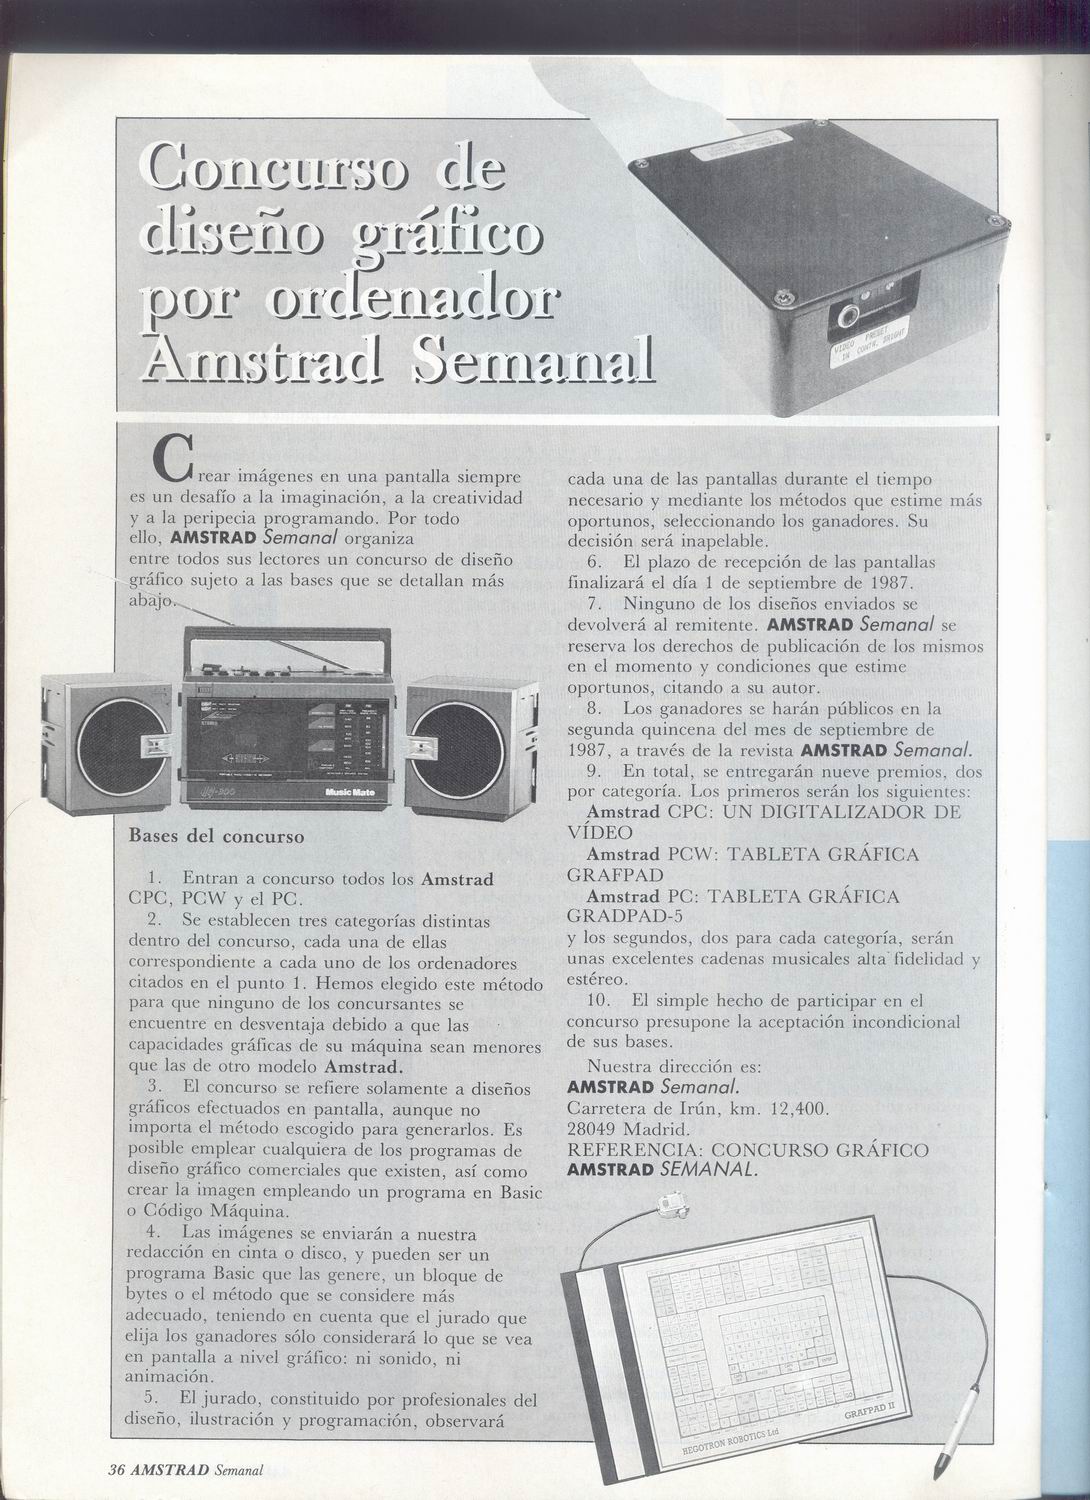 Concurso de
diseño gráfico
por ordenador
Amstrad Semanal
VIDEO PRESET
IN CONTR. BRIGHT
Crear imágenes en una pantalla siempre
es un desafío a la imaginación, a la creatividad
y a la peripecia programando. Por todo
ello, AMSTRAD Semanal organiza
entre todos sus lectores un concurso de diseño
gráfico sujeto a las bases que se detallan más
abajo.
STEREO
Music Mate
Bases del concurso
1. Entran a concurso todos los Amstrad
CPC, PCW y el PC.
2. Se establecen tres categorías distintas
dentro del concurso, cada una de ellas
correspondiente a cada uno de los ordenadores
citados en el punto 1. Hemos elegido este método
para que ninguno de los concursantes se
encuentre en desventaja debido a que las
capacidades gráficas de su máquina sean menores
que las de otro modelo Amstrad.
3. El concurso se refiere solamente a diseños
gráficos efectuados en pantalla, aunque no
importa el método escogido para generarlos. Es
posible emplear cualquiera de los programas de
diseño gráfico comerciales que existen, así como
crear la imagen empleando un programa en Basic
o Código Máquina.
4. Las imágenes se enviarán a nuestra
redacción en cinta o disco, y pueden ser un
programa Basic que las genere, un bloque de
bytes o el método que se considere más
adecuado, teniendo en cuenta que el jurado que
elija los ganadores sólo considerará lo que se vea
en pantalla a nivel gráfico: ni sonido, ni
animación.
5. El jurado, constituido por profesionales del
diseño, ilustración y programación, observará
cada una de las pantallas durante el tiempo
necesario y mediante los métodos que estime más
oportunos, seleccionando los ganadores. Su
decisión será inapelable.
6. El plazo de recepción de las pantallas
finalizará el día 1 de septiembre de 1987.
7. Ninguno de los diseños enviados se
devolverá al remitente. AMSTRAD Semanal se
reserva los derechos de publicación de los mismos
en el momento y condiciones que estime
oportunos, citando a su autor.
8. Los ganadores se harán públicos en la
segunda quincena del mes de septiembre de
1987, a través de la revista AMSTRAD Semanal.
9. En total, se entregarán nueve premios, dos
por categoría. Los primeros serán los siguientes:
Amstrad CPC: UN DIGITALIZADOR DE
VÍDEO
Amstrad PCW: TABLETA GRÁFICA
GRAFPAD
Amstrad PC: TABLETA GRÁFICA
GRADPAD-5
y los segundos, dos para cada categoría, serán
unas excelentes cadenas musicales alta fidelidad y
estéreo.
10. El simple hecho de participar en el
concurso presupone la aceptación incondicional
de sus bases.
Nuestra dirección es:
AMSTRAD Semanal.
Carretera de Irún, km. 12,400.
28049 Madrid.
REFERENCIA: CONCURSO GRÁFICO
AMSTRAD SEMANAL.
HEGOTRON ROBOTICS Ltd
GRAFPAD II
36 AMSTRAD Semanal